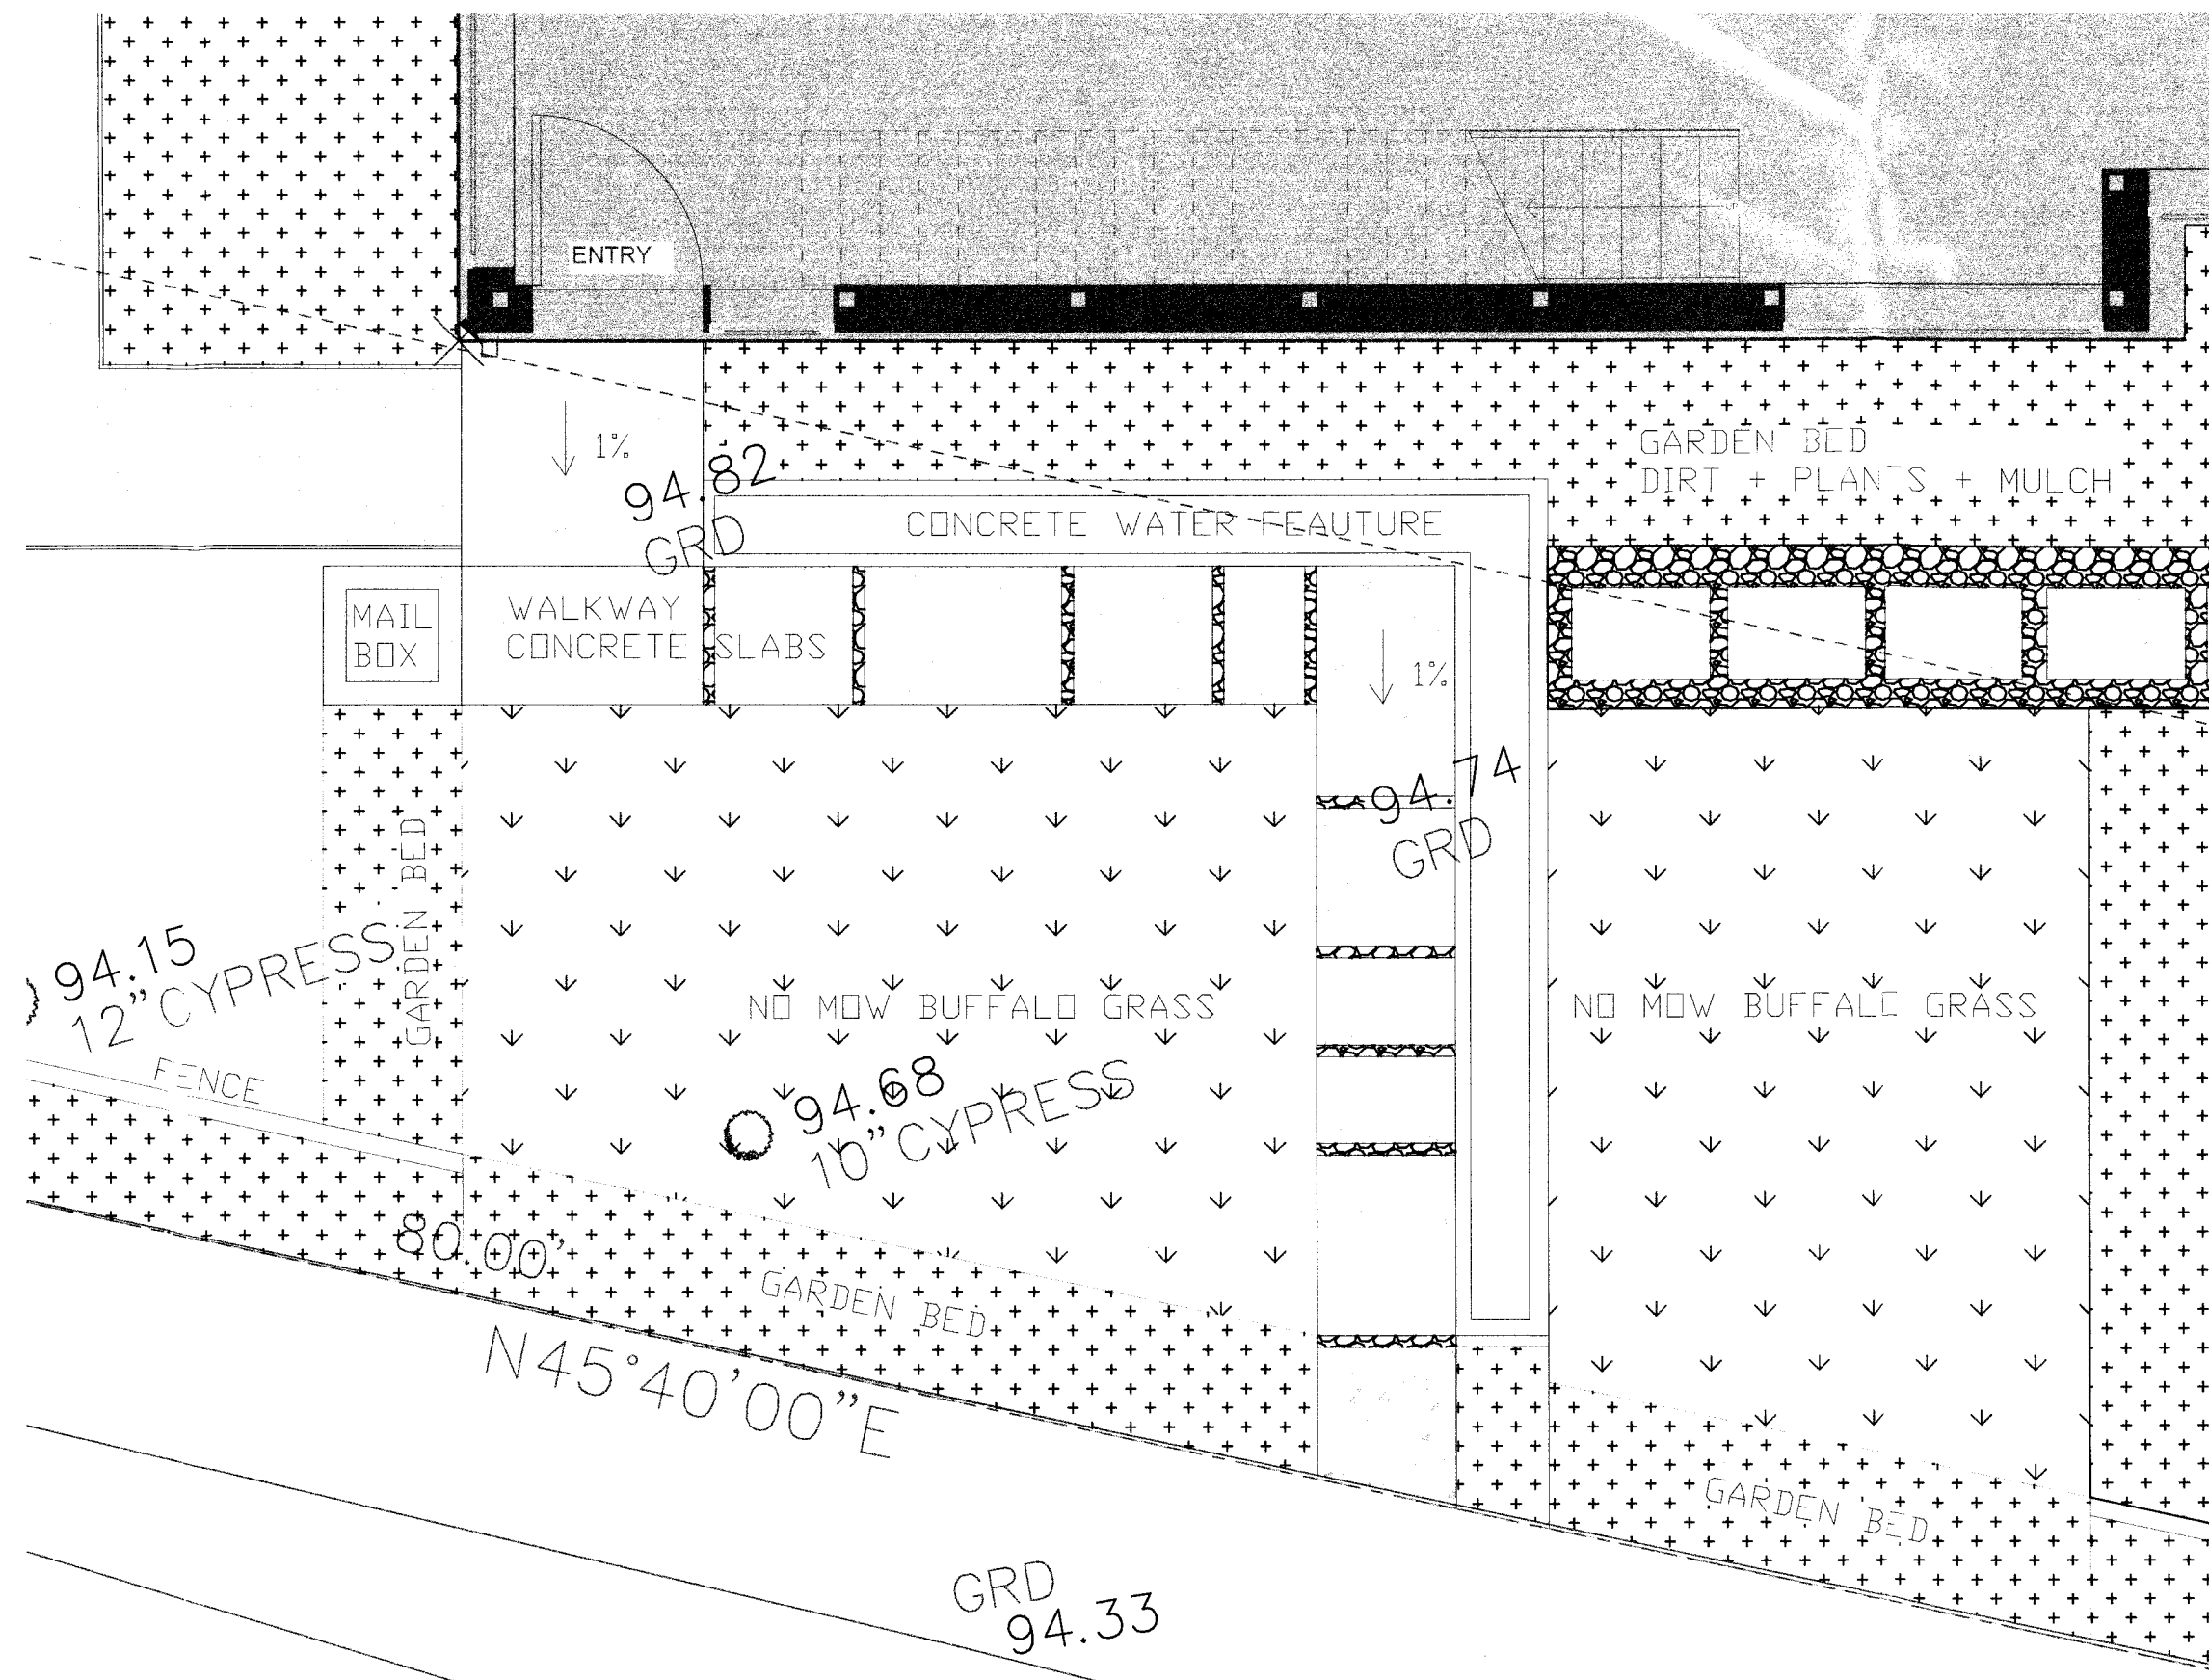 ENTRY
1%
94.82
GRD
GARDEN BED
DIRT + PLANTS + MULCH
CONCRETE WATER FEAUTURE
MAIL
BOX
WALKWAY
CONCRETE SLABS
1%
94.74
GRD
GARDEN BED
94.15
12"CYPRESS
FENCE
NO MOW BUFFALO GRASS
NO MOW BUFFALO GRASS
94.68
10"CYPRESS
80.00'
GARDEN BED
N45°40'00"E
GARDEN BED
GRD
94.33